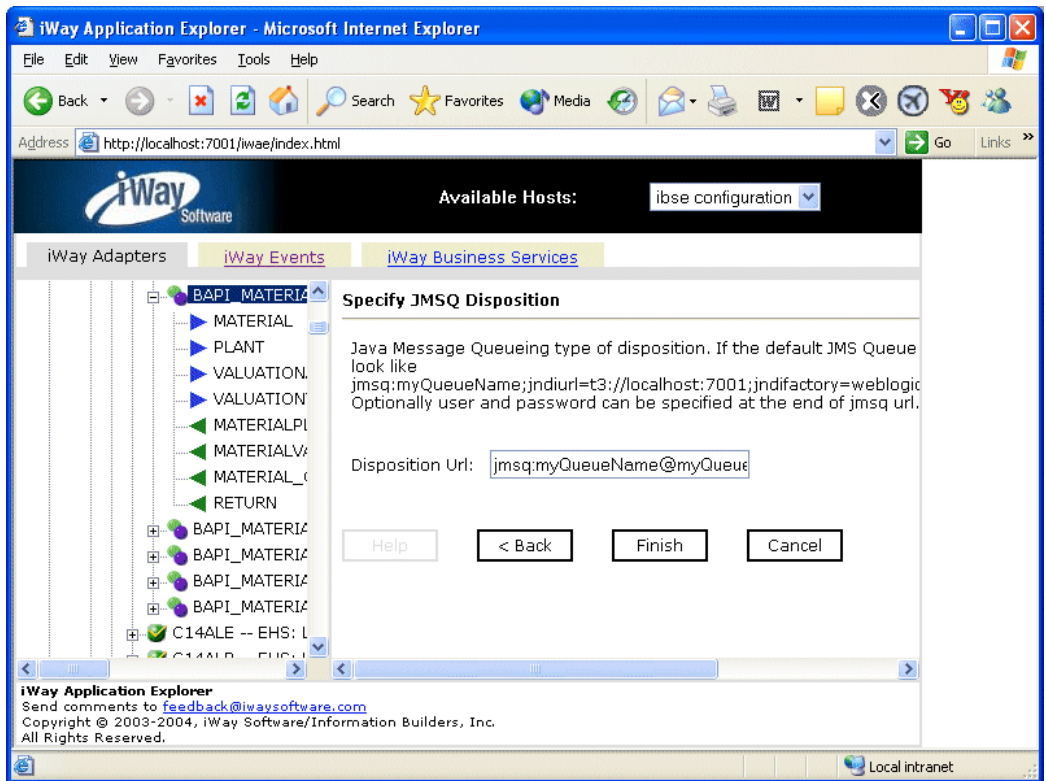 iWay Application Explorer - Microsoft Internet Explorer
File Edit View Favorites Tools Help
Back Search Favorites Media
Address http://localhost:7001/iwae/index.html Go Links »
iWay Software Available Hosts: ibse configuration
iWay Adapters iWay Events iWay Business Services
BAPI_MATERIA
MATERIAL
PLANT
VALUATION
VALUATION
MATERIALPL
MATERIALVA
MATERIAL_
RETURN
BAPI_MATERIA
BAPI_MATERIA
BAPI_MATERIA
BAPI_MATERIA
C14ALE -- EHS: L
Specify JMSQ Disposition
Java Message Queueing type of disposition. If the default JMS Queue
look like
jmsq:myQueueName;jndiurl=t3://localhost:7001;jndifactory=weblogic
Optionally user and password can be specified at the end of jmsq url.
Disposition Url: jmsq:myQueueName@myQueue
Help < Back Finish Cancel
iWay Application Explorer
Send comments to feedback@iwaysoftware.com
Copyright © 2003-2004, iWay Software/Information Builders, Inc.
All Rights Reserved.
Local intranet